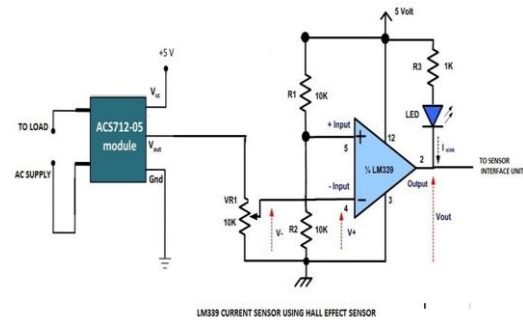 5 Volt
+5 V
R3
1K
Vcc
R1
10K
LED
TO LOAD
ACS712-05
module
+ Input
12
I sink
Vout
5
¼ LM339
2
TO SENSOR
INTERFACE UNIT
AC SUPPLY
- Input
Output
Gnd
VR1
10K
4
3
V-
R2
10K
V+
Vout
LM339 CURRENT SENSOR USING HALL EFFECT SENSOR